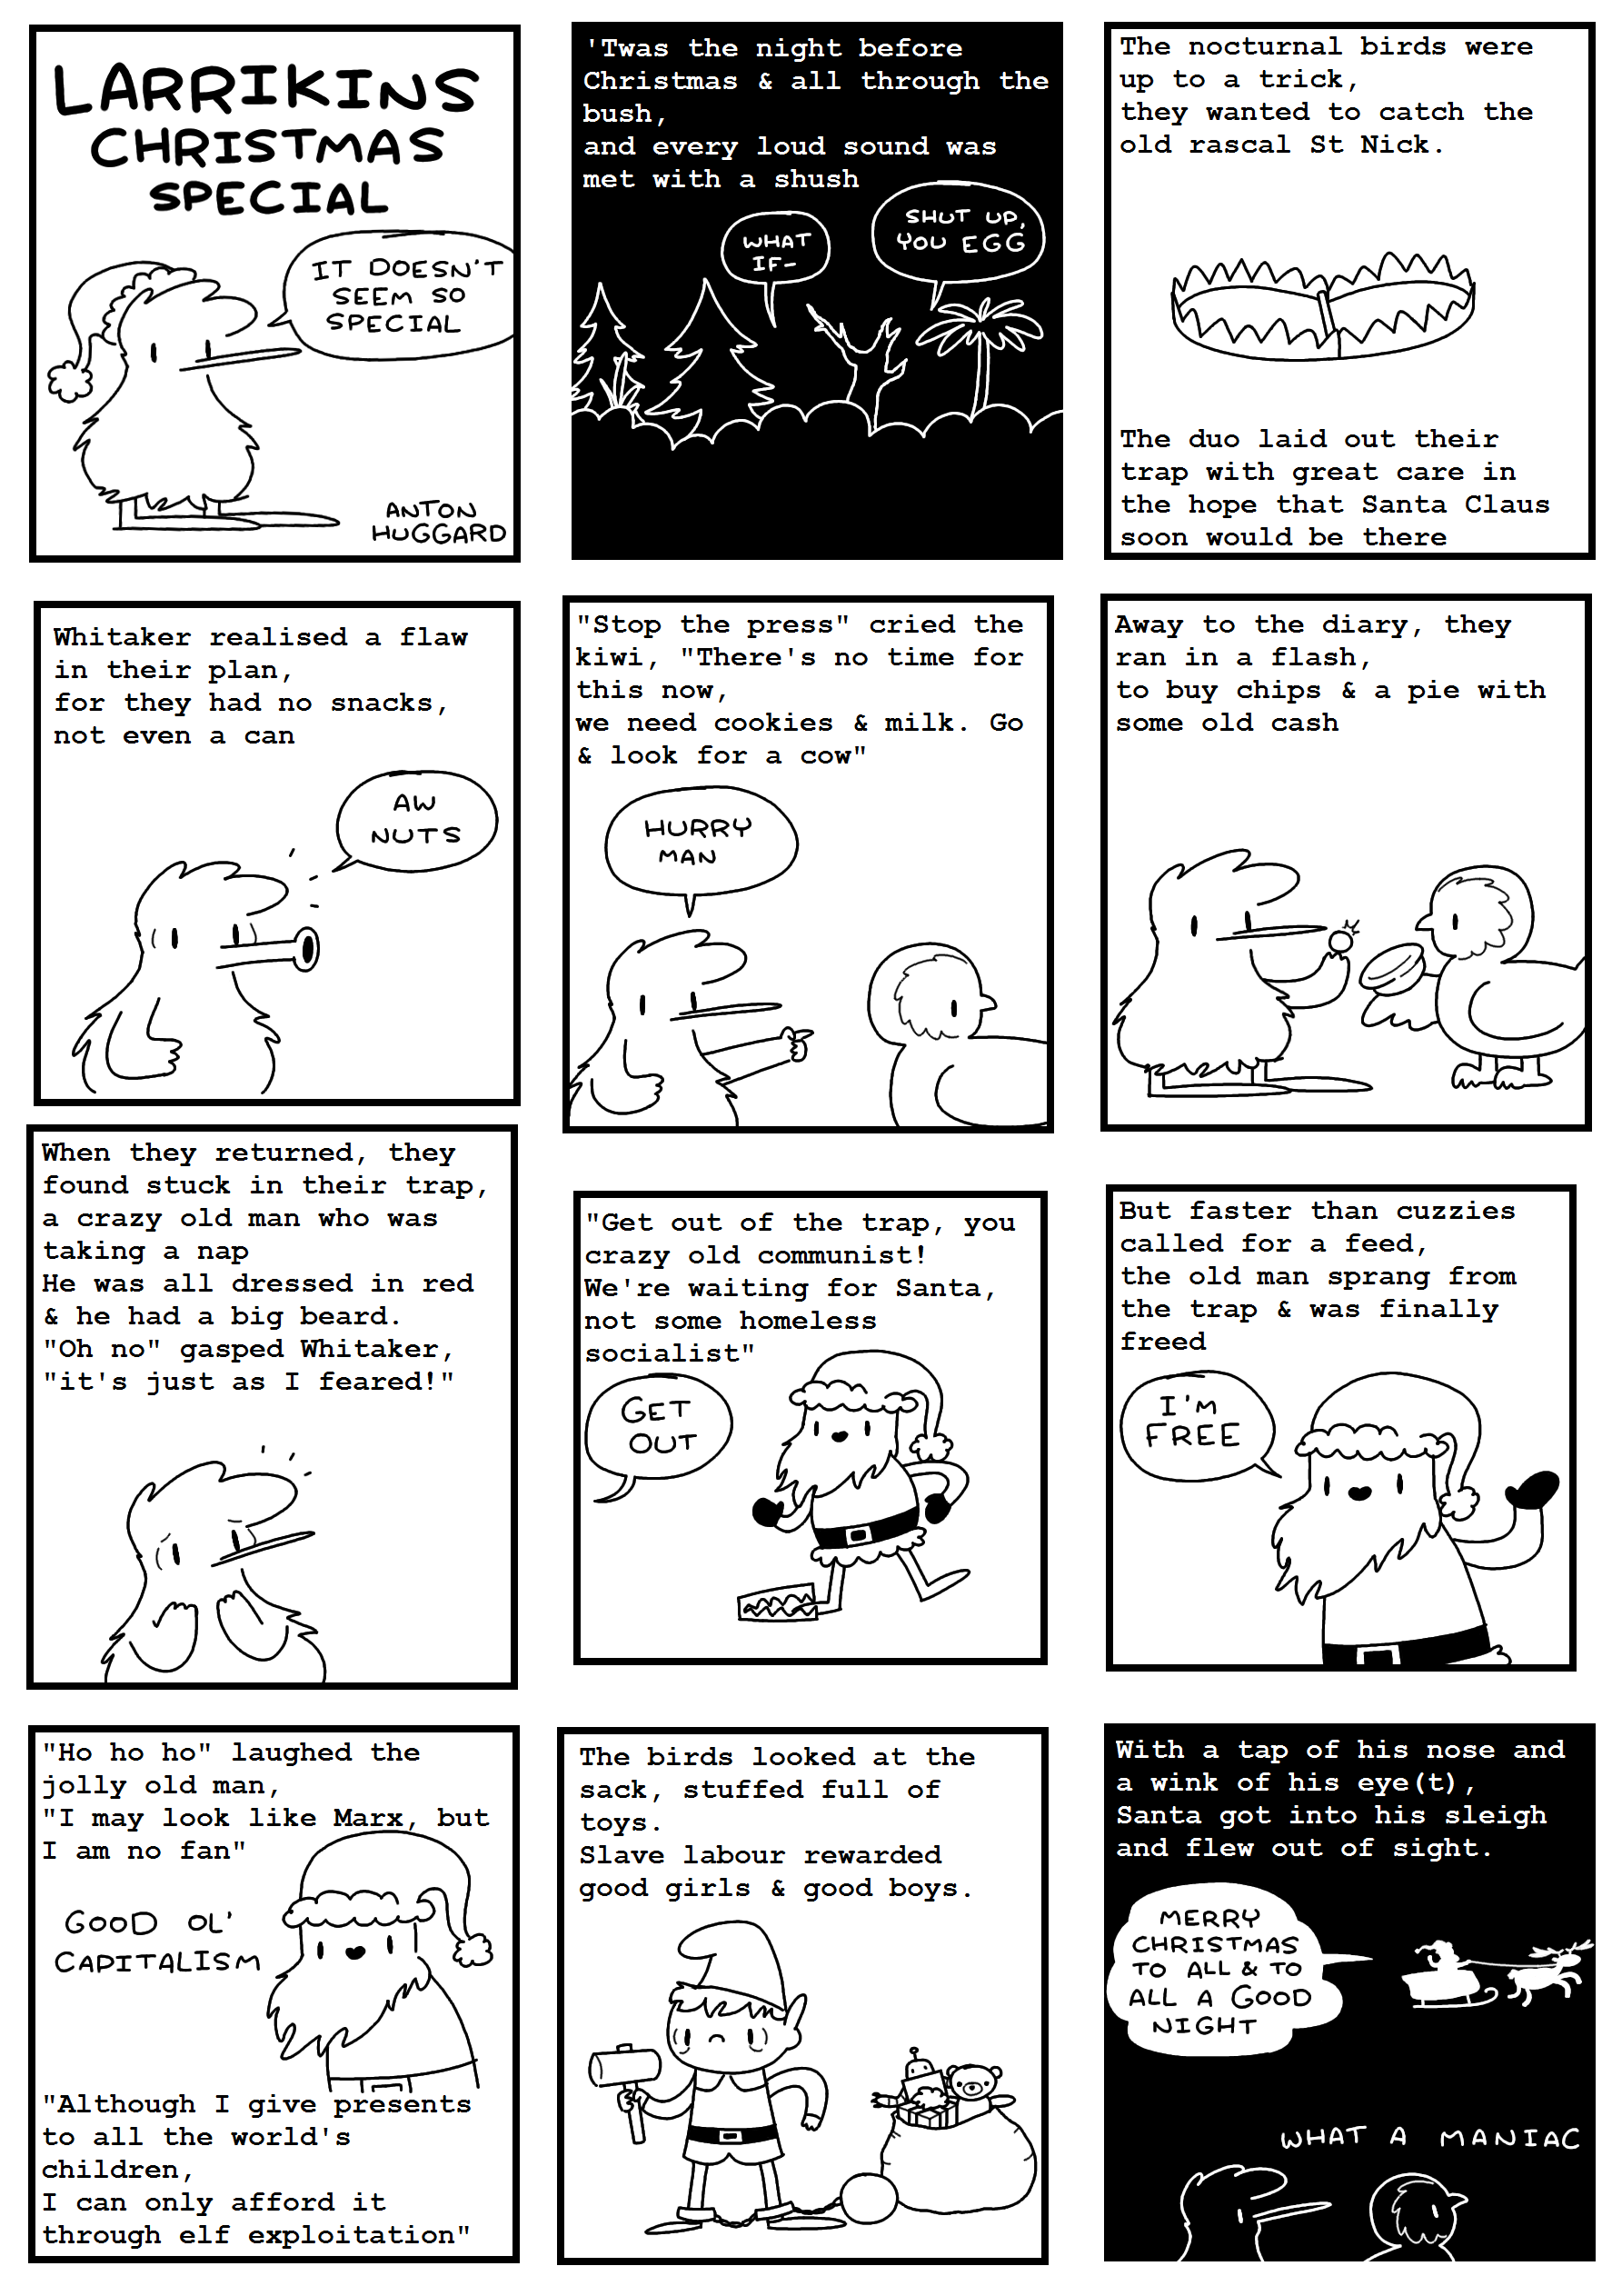 LARRIKINS
CHRISTMAS
SPECIAL
IT DOESN'T
SEEM SO
SPECIAL
ANTON
HUGGARD
'Twas the night before
Christmas & all through the
bush,
and every loud sound was
met with a shush
WHAT
IF-
SHUT UP,
YOU EGG
The nocturnal birds were
up to a trick,
they wanted to catch the
old rascal St Nick.
The duo laid out their
trap with great care in
the hope that Santa Claus
soon would be there
Whitaker realised a flaw
in their plan,
for they had no snacks,
not even a can
AW
NUTS
"Stop the press" cried the
kiwi, "There's no time for
this now,
we need cookies & milk. Go
& look for a cow"
HURRY
MAN
Away to the diary, they
ran in a flash,
to buy chips & a pie with
some old cash
When they returned, they
found stuck in their trap,
a crazy old man who was
taking a nap
He was all dressed in red
& he had a big beard.
"Oh no" gasped Whitaker,
"it's just as I feared!"
"Get out of the trap, you
crazy old communist!
We're waiting for Santa,
not some homeless
socialist"
GET
OUT
But faster than cuzzies
called for a feed,
the old man sprang from
the trap & was finally
freed
I'M
FREE
"Ho ho ho" laughed the
jolly old man,
"I may look like Marx, but
I am no fan"
GOOD OL'
CAPITALISM
"Although I give presents
to all the world's
children,
I can only afford it
through elf exploitation"
The birds looked at the
sack, stuffed full of
toys.
Slave labour rewarded
good girls & good boys.
With a tap of his nose and
a wink of his eye(t),
Santa got into his sleigh
and flew out of sight.
MERRY
CHRISTMAS
TO ALL & TO
ALL A GOOD
NIGHT
WHAT A MANIAC